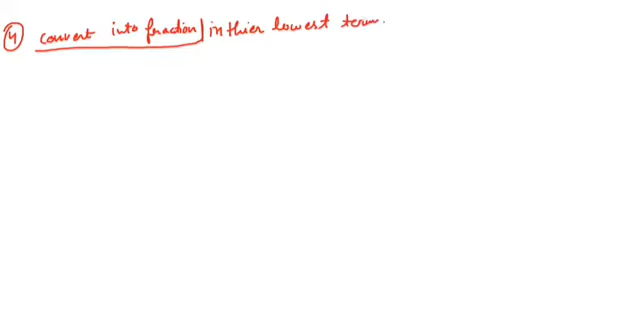 ④ convert into fraction | in thier lowest term.